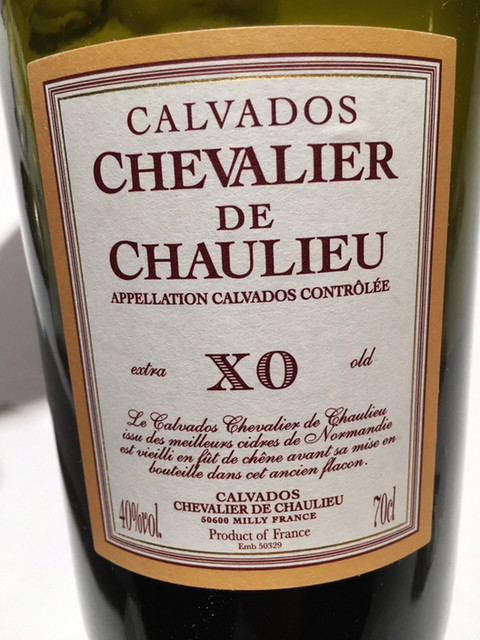 CALVADOS
CHEVALIER
DE
CHAULIEU
APPELLATION CALVADOS CONTRÔLÉE
extra XO old
Le Calvados Chevalier de Chaulieu
issu des meilleurs cidres de Normandie
est vieilli en fût de chêne avant sa mise en
bouteille dans cet ancien flacon.
CALVADOS
CHEVALIER DE CHAULIEU
50600 MILLY FRANCE
40%vol. Product of France 70cl
Emb 50329